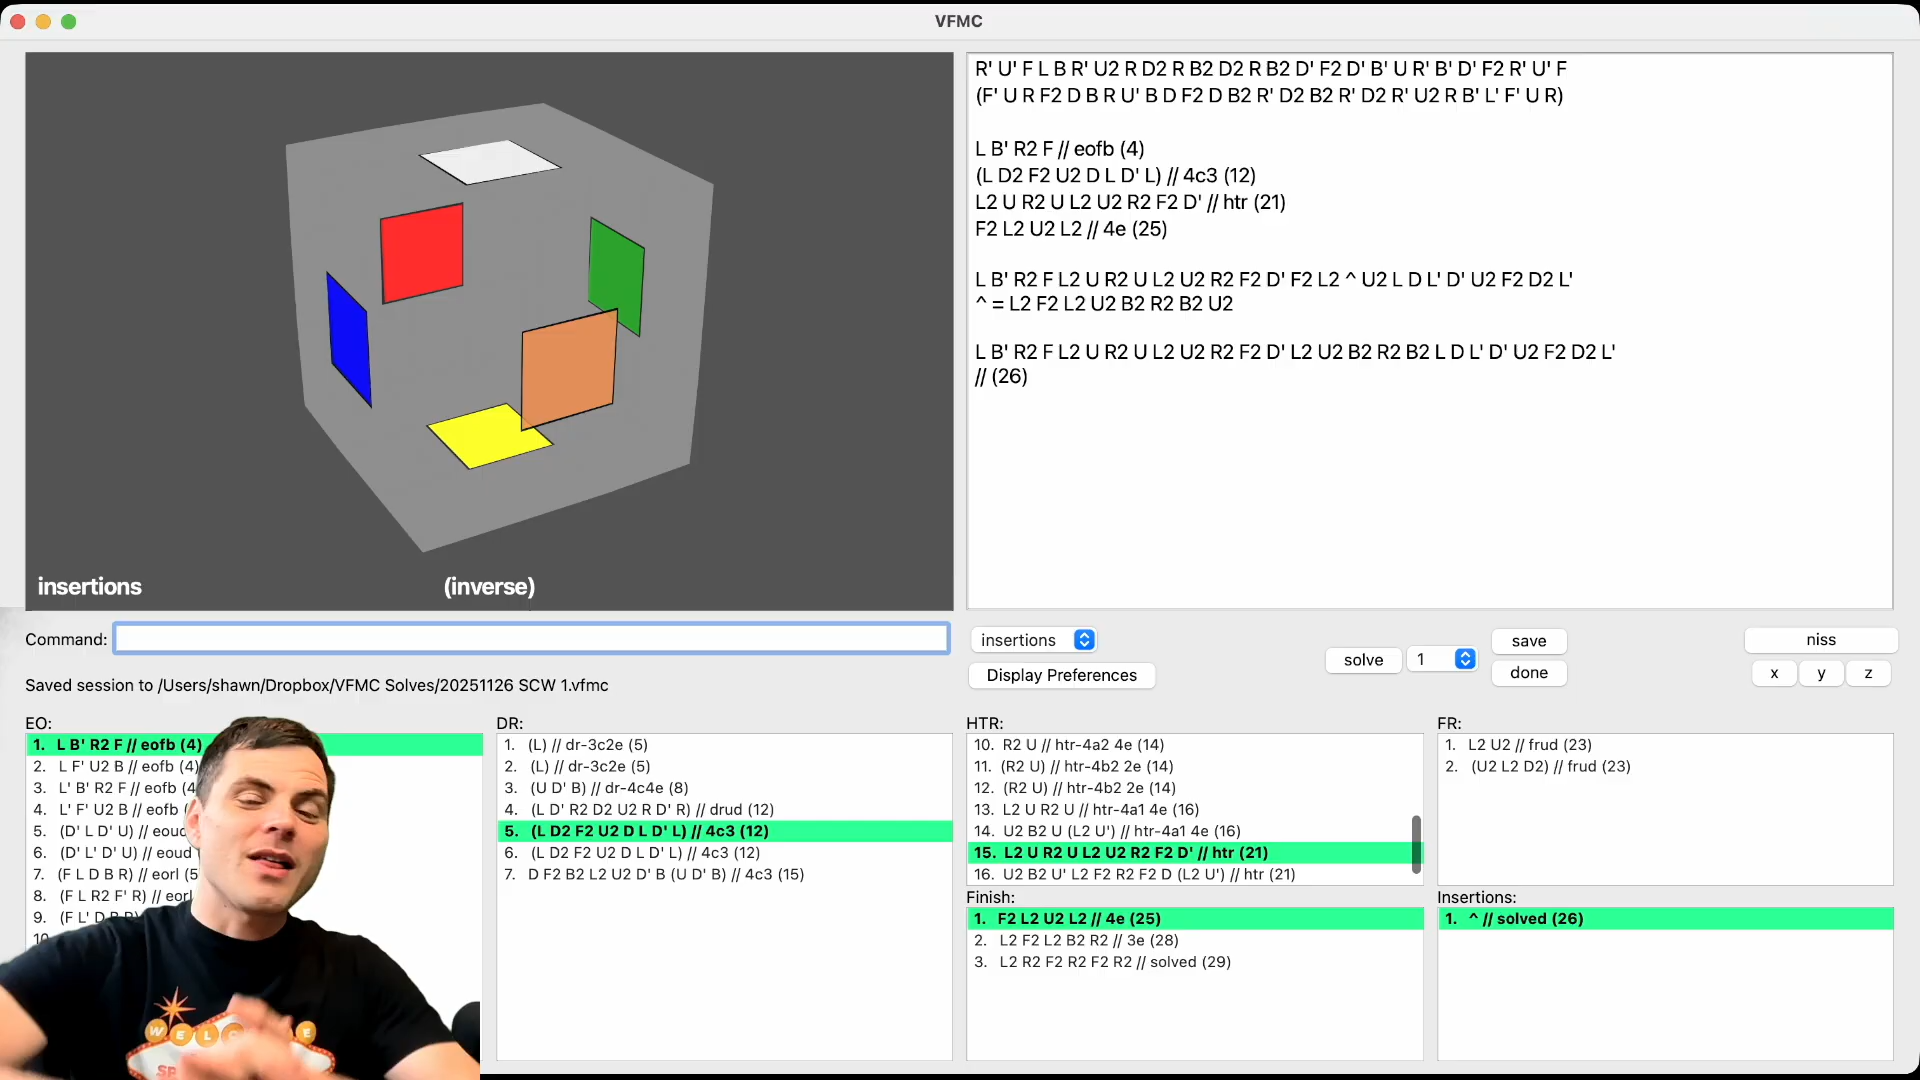 VFMC
R' U' F L B R' U2 R D2 R B2 D2 R B2 D' F2 D' B' U R' B' D' F2 R' U' F
(F' U R F2 D B R U' B D F2 D B2 R' D2 B2 R' D2 R' U2 R B' L' F' U R)
L B' R2 F // eofb (4)
(L D2 F2 U2 D L D' L) // 4c3 (12)
L2 U R2 U L2 U2 R2 F2 D' // htr (21)
F2 L2 U2 L2 // 4e (25)
L B' R2 F L2 U R2 U L2 U2 R2 F2 D' F2 L2 ^ U2 L D L' D' U2 F2 D2 L'
^ = L2 F2 L2 U2 B2 R2 B2 U2
L B' R2 F L2 U R2 U L2 U2 R2 F2 D' L2 U2 B2 R2 B2 L D L' D' U2 F2 D2 L'
// (26)
insertions (inverse)
Command:
insertions
Display Preferences
solve 1
save
done
niss
x y z
Saved session to /Users/shawn/Dropbox/VFMC Solves/20251126 SCW 1.vfmc
EO:
1. L B' R2 F // eofb (4)
2. L F' U2 B // eofb (4)
3. L' B' R2 F // eofb (4
4. L' F' U2 B // eofb (
5. (D' L D' U) // eoud
6. (D' L' D' U) // eoud
7. (F L D B R) // eorl (5
8. (F L R2 F' R) // eorl
9. (F L' D B R)
10
DR:
1. (L) // dr-3c2e (5)
2. (L) // dr-3c2e (5)
3. (U D' B) // dr-4c4e (8)
4. (L D' R2 D2 U2 R D' R) // drud (12)
5. (L D2 F2 U2 D L D' L) // 4c3 (12)
6. (L D2 F2 U2 D L D' L) // 4c3 (12)
7. D F2 B2 L2 U2 D' B (U D' B) // 4c3 (15)
HTR:
10. R2 U // htr-4a2 4e (14)
11. (R2 U) // htr-4b2 2e (14)
12. (R2 U) // htr-4b2 2e (14)
13. L2 U R2 U // htr-4a1 4e (16)
14. U2 B2 U (L2 U') // htr-4a1 4e (16)
15. L2 U R2 U L2 U2 R2 F2 D' // htr (21)
16. U2 B2 U' L2 F2 R2 F2 D (L2 U') // htr (21)
FR:
1. L2 U2 // frud (23)
2. (U2 L2 D2) // frud (23)
Finish:
1. F2 L2 U2 L2 // 4e (25)
2. L2 F2 L2 B2 R2 // 3e (28)
3. L2 R2 F2 R2 F2 R2 // solved (29)
Insertions:
1. ^ // solved (26)
WELC E
SP